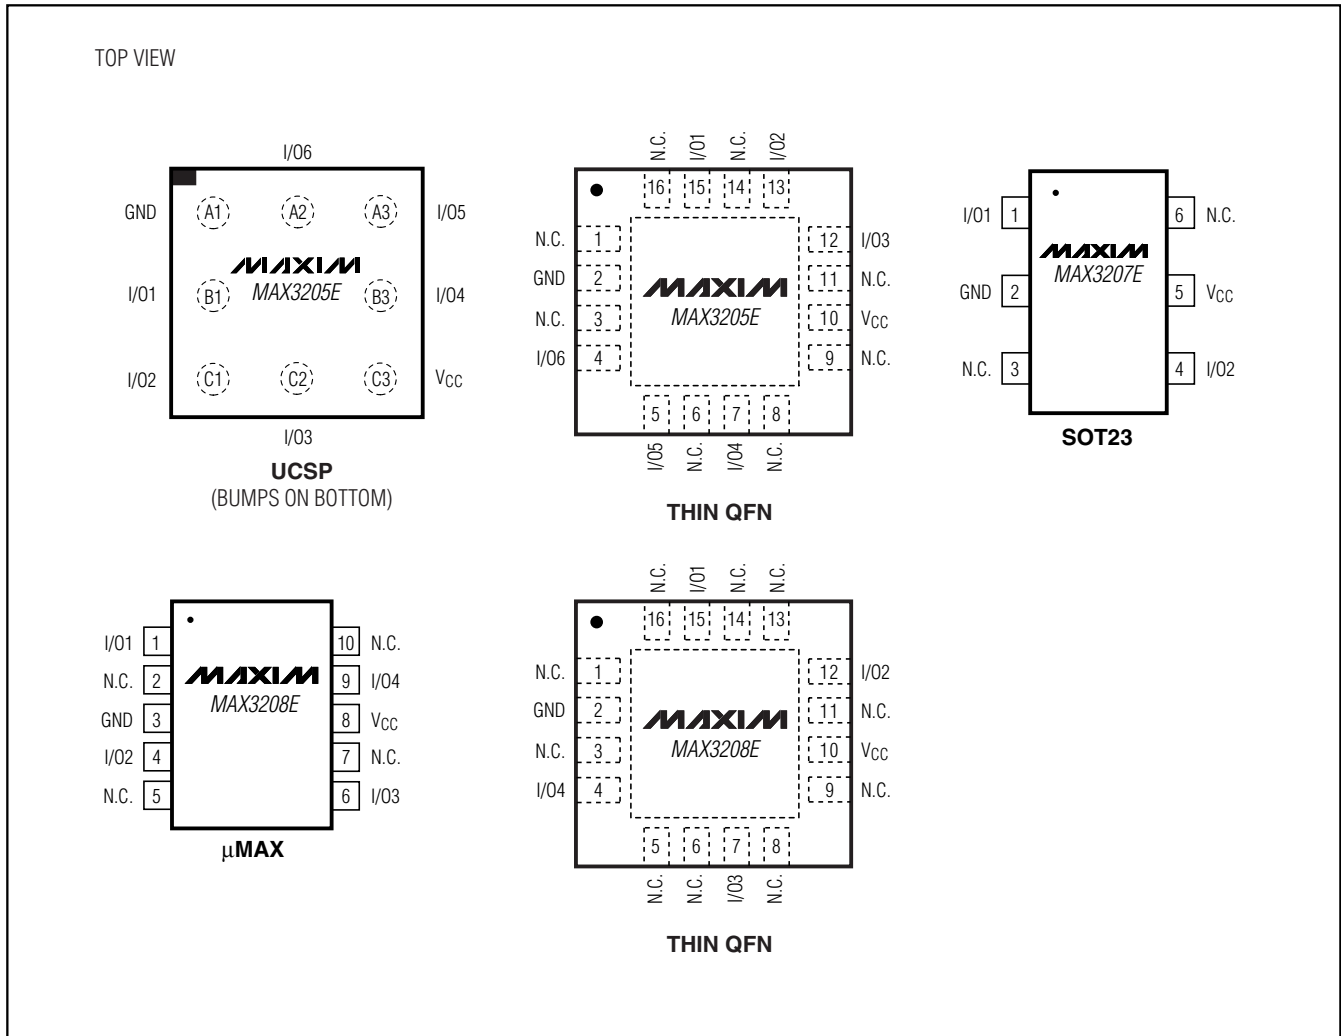 TOP VIEW
I/O6
GND A1 A2 A3 I/O5
MAXIM
I/O1 B1 MAX3205E B3 I/O4
I/O2 C1 C2 C3 VCC
I/O3
UCSP
(BUMPS ON BOTTOM)
N.C. I/O1 N.C. I/O2
16 15 14 13
N.C. 1 12 I/O3
GND 2 MAXIM 11 N.C.
N.C. 3 MAX3205E 10 VCC
I/O6 4 9 N.C.
5 6 7 8
I/O5 N.C. I/O4 N.C.
THIN QFN
I/O1 1 6 N.C.
MAXIM
MAX3207E
GND 2 5 VCC
N.C. 3 4 I/O2
SOT23
I/O1 1 10 N.C.
N.C. 2 MAXIM 9 I/O4
MAX3208E
GND 3 8 VCC
I/O2 4 7 N.C.
N.C. 5 6 I/O3
μMAX
N.C. I/O1 N.C. N.C.
16 15 14 13
N.C. 1 12 I/O2
GND 2 MAXIM 11 N.C.
N.C. 3 MAX3208E 10 VCC
I/O4 4 9 N.C.
5 6 7 8
N.C. N.C. I/O3 N.C.
THIN QFN